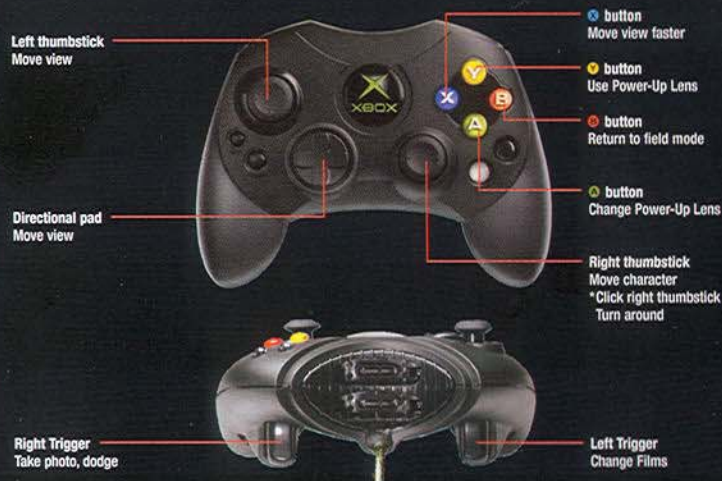 Left thumbstick
Move view
X button
Move view faster
Y button
Use Power-Up Lens
B button
Return to field mode
A button
Change Power-Up Lens
Directional pad
Move view
Right thumbstick
Move character
*Click right thumbstick
Turn around
XBOX
Y
X
B
A
Right Trigger
Take photo, dodge
Left Trigger
Change Films